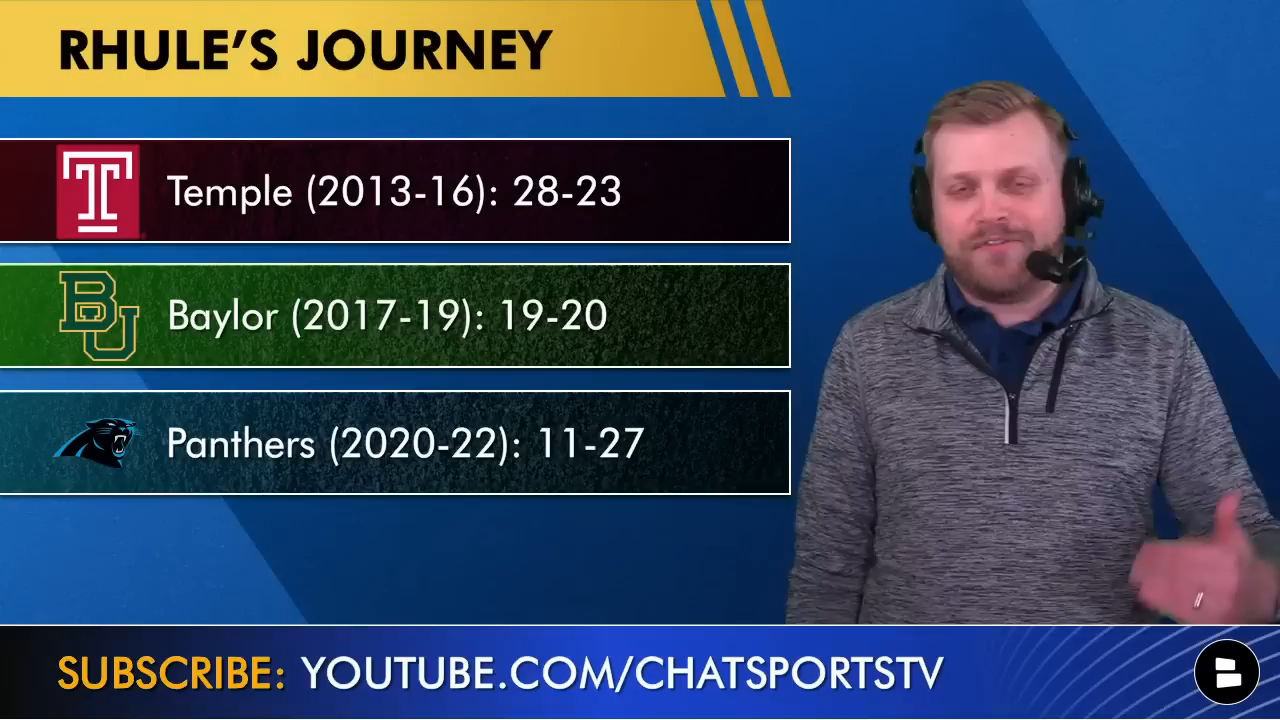 RHULE'S JOURNEY
T
Temple (2013-16): 28-23
BU
Baylor (2017-19): 19-20
Panthers (2020-22): 11-27
SUBSCRIBE: YOUTUBE.COM/CHATSPORTSTV